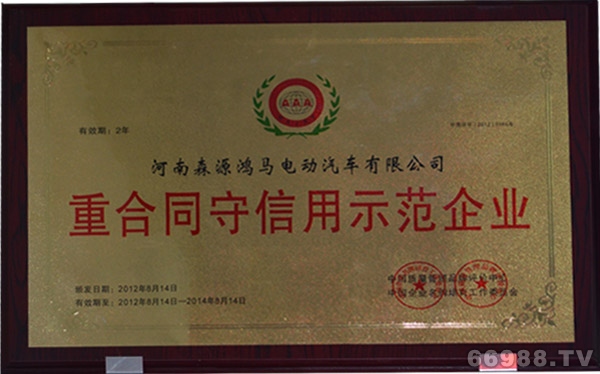 AAA
有效期：2年
河南森源鸿马电动汽车有限公司
重合同守信用示范企业
颁发日期：2012年8月14日
有效期至：2012年8月14日—2014年8月14日
66988.TV